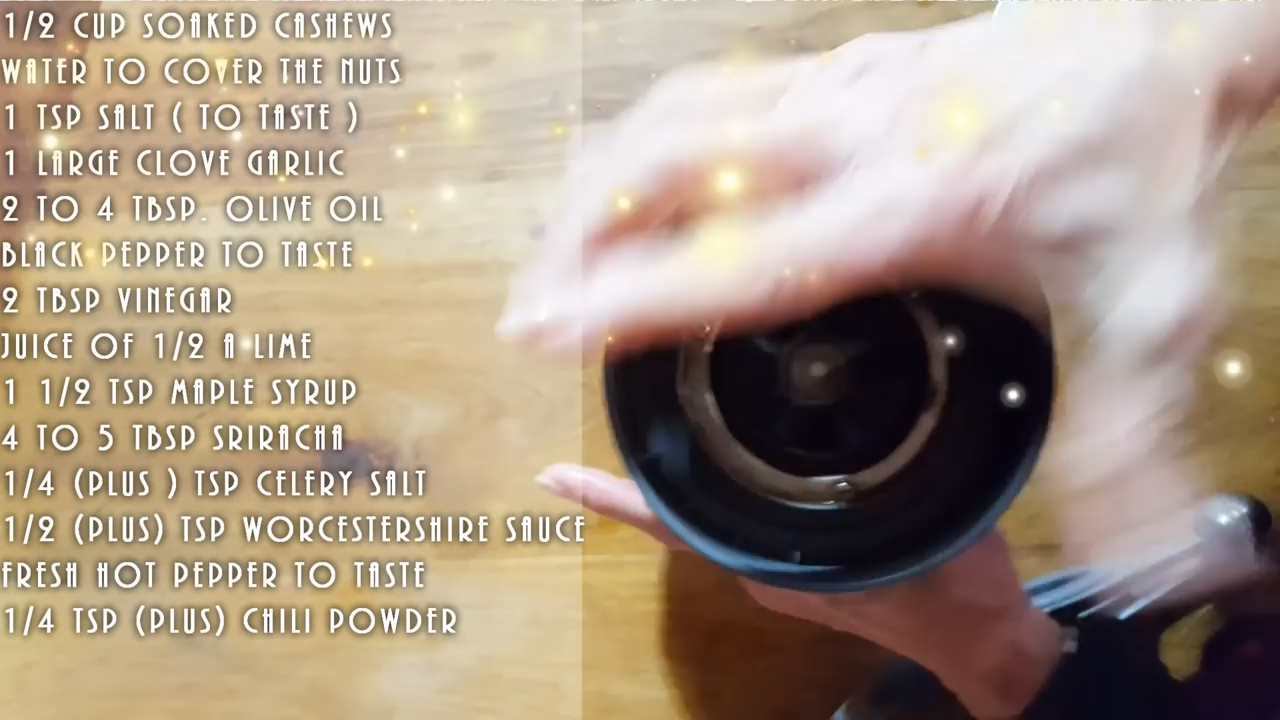 1/2 CUP SOAKED CASHEWS
WATER TO COVER THE NUTS
1 TSP SALT ( TO TASTE )
1 LARGE CLOVE GARLIC
2 TO 4 TBSP. OLIVE OIL
BLACK PEPPER TO TASTE
2 TBSP VINEGAR
JUICE OF 1/2 A LIME
1 1/2 TSP MAPLE SYRUP
4 TO 5 TBSP SRIRACHA
1/4 (PLUS ) TSP CELERY SALT
1/2 (PLUS) TSP WORCESTERSHIRE SAUCE
FRESH HOT PEPPER TO TASTE
1/4 TSP (PLUS) CHILI POWDER